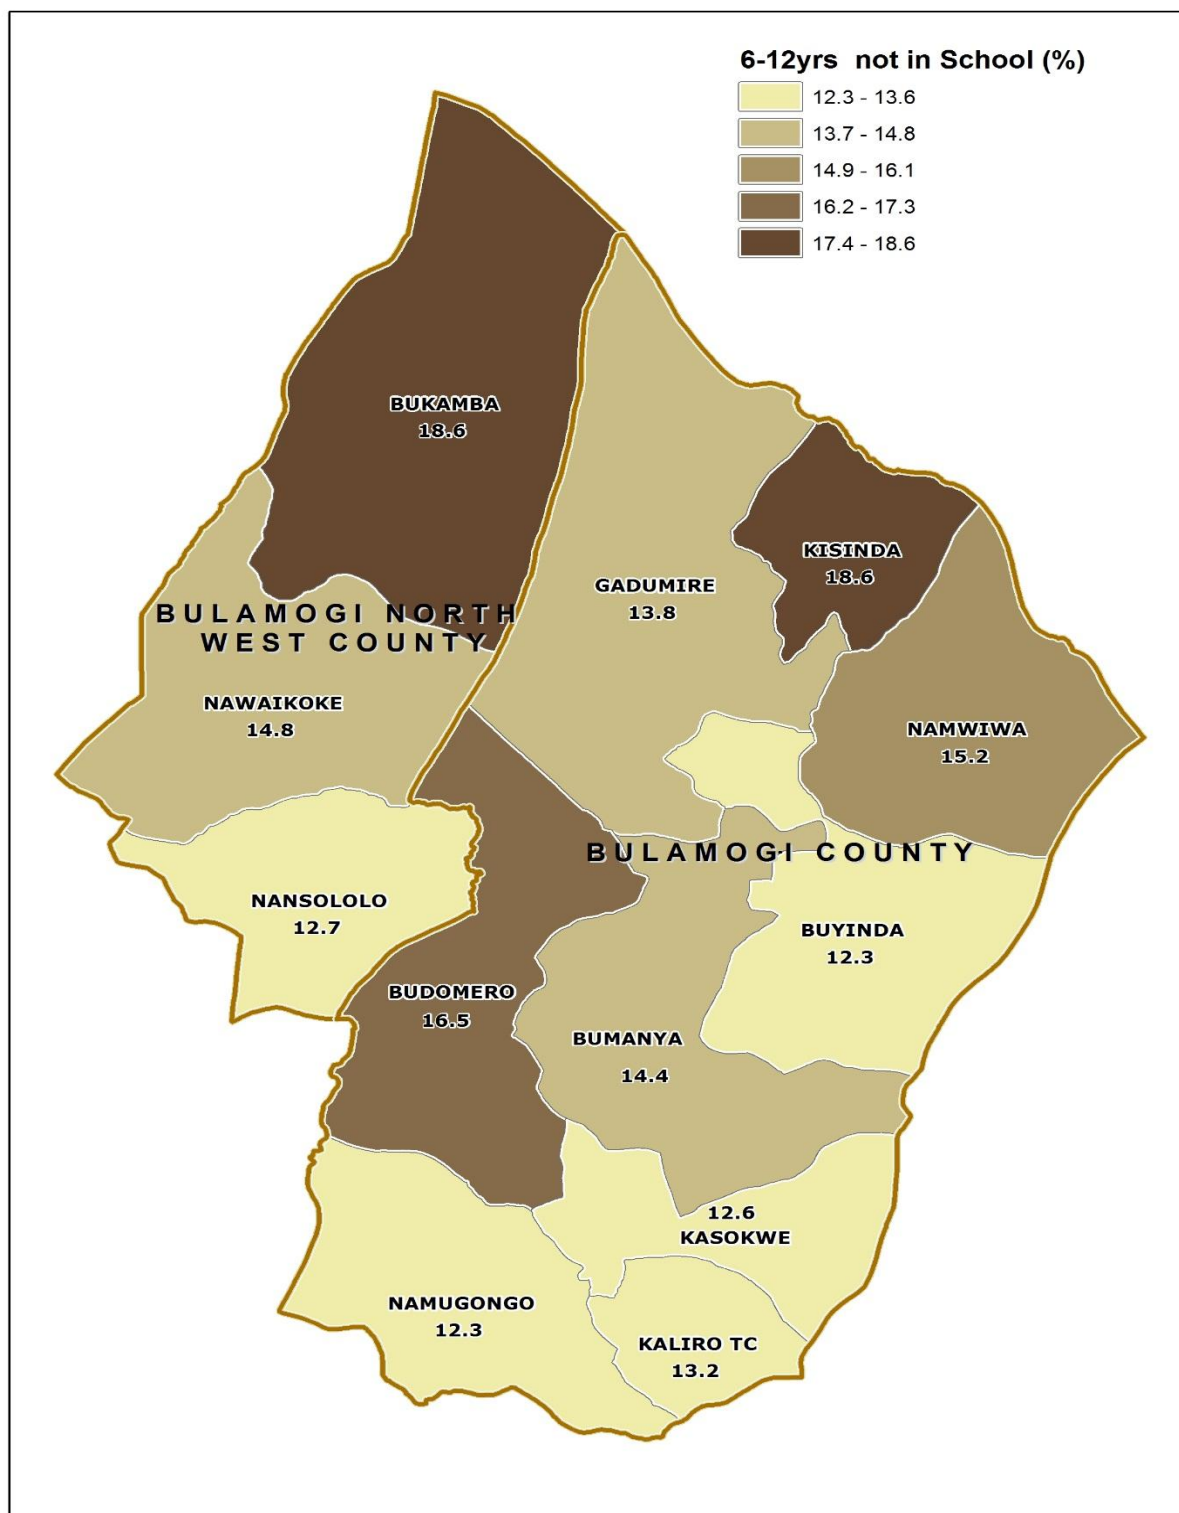 6-12yrs not in School (%)
12.3 - 13.6
13.7 - 14.8
14.9 - 16.1
16.2 - 17.3
17.4 - 18.6
BUKAMBA
18.6
KISINDA
18.6
GADUMIRE
13.8
BULAMOGI NORTH
WEST COUNTY
NAWAIKOKE
14.8
NAMWIWA
15.2
BULAMOGI COUNTY
NANSOLOLO
12.7
BUYINDA
12.3
BUDOMERO
16.5
BUMANYA
14.4
12.6
KASOKWE
NAMUGONGO
12.3
KALIRO TC
13.2